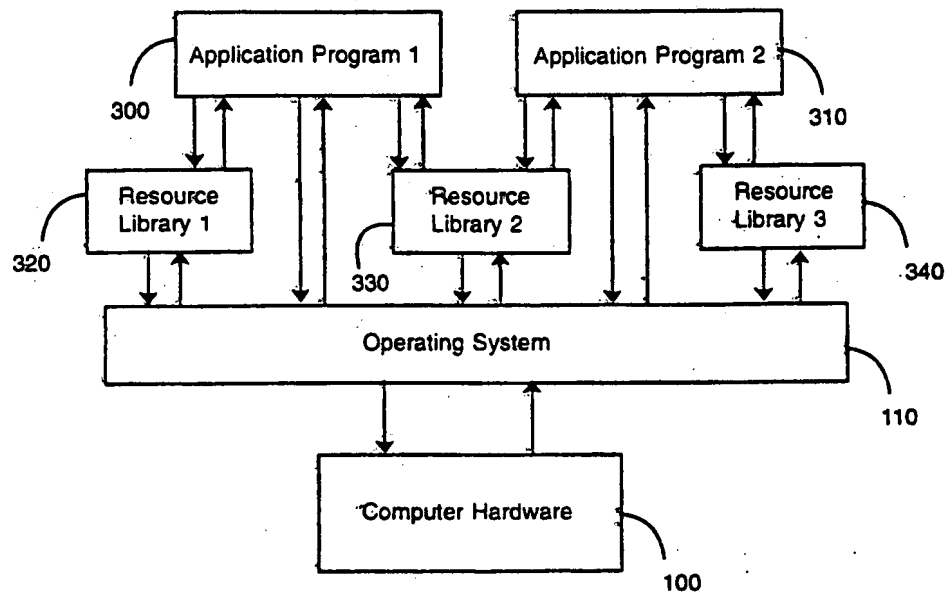 Application Program 1
Application Program 2
300
310
Resource
Library 1
Resource
Library 2
Resource
Library 3
320
330
340
Operating System
110
Computer Hardware
100